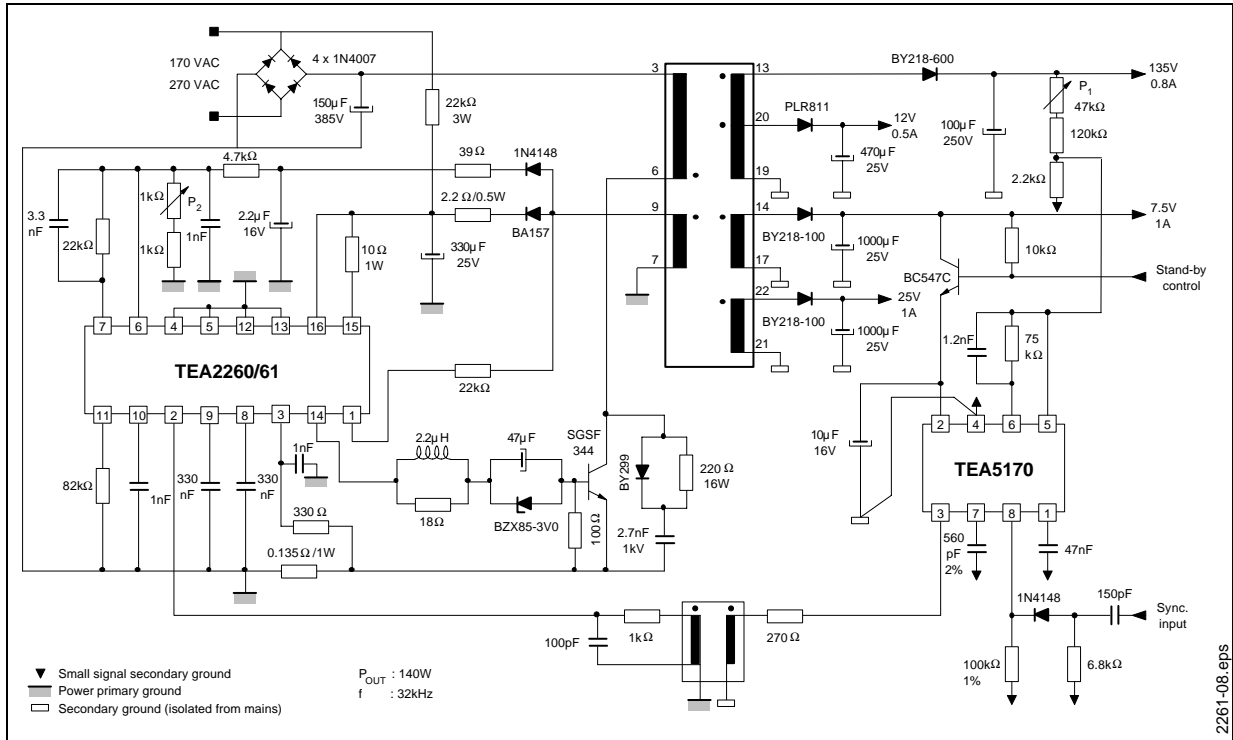 170 VAC
270 VAC
4 x 1N4007
150µF
385V
22kΩ
3W
3
6
9
7
13
20
19
14
17
22
21
BY218-600
135V
0.8A
P1
47kΩ
120kΩ
2.2kΩ
100µF
250V
PLR811
12V
0.5A
470µF
25V
4.7kΩ
39Ω
1N4148
2.2Ω/0.5W
BA157
3.3
nF
22kΩ
1kΩ
P2
1kΩ
1nF
2.2µF
16V
330µF
25V
10Ω
1W
BY218-100
1000µF
25V
7.5V
1A
10kΩ
BC547C
Stand-by
control
25V
1A
BY218-100
1000µF
25V
1.2nF
75
kΩ
7
6
4
5
12
13
16
15
TEA2260/61
11
10
2
9
8
3
14
1
22kΩ
10µF
16V
2
4
6
5
TEA5170
3
7
8
1
82kΩ
1nF
330
nF
330
nF
1nF
330Ω
0.135Ω/1W
2.2µH
18Ω
47µF
BZX85-3V0
SGSF
344
100Ω
BY299
220Ω
16W
2.7nF
1kV
560
pF
2%
47nF
1N4148
150pF
Sync.
input
100kΩ
1%
6.8kΩ
100pF
1kΩ
270Ω
Small signal secondary ground
Power primary ground
Secondary ground (isolated from mains)
POUT : 140W
f : 32kHz
2261-08.eps